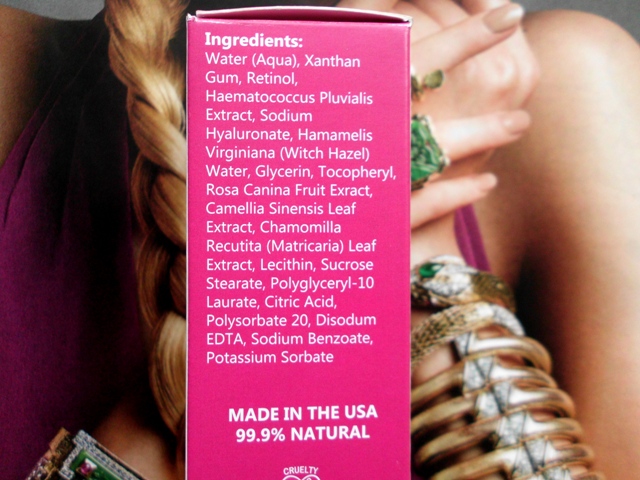 Ingredients:
Water (Aqua), Xanthan
Gum, Retinol,
Haematococcus Pluvialis
Extract, Sodium
Hyaluronate, Hamamelis
Virginiana (Witch Hazel)
Water, Glycerin, Tocopheryl,
Rosa Canina Fruit Exract,
Camellia Sinensis Leaf
Extract, Chamomilla
Recutita (Matricaria) Leaf
Extract, Lecithin, Sucrose
Stearate, Polyglyceryl-10
Laurate, Citric Acid,
Polysorbate 20, Disodum
EDTA, Sodium Benzoate,
Potassium Sorbate
MADE IN THE USA
99.9% NATURAL
CRUELTY